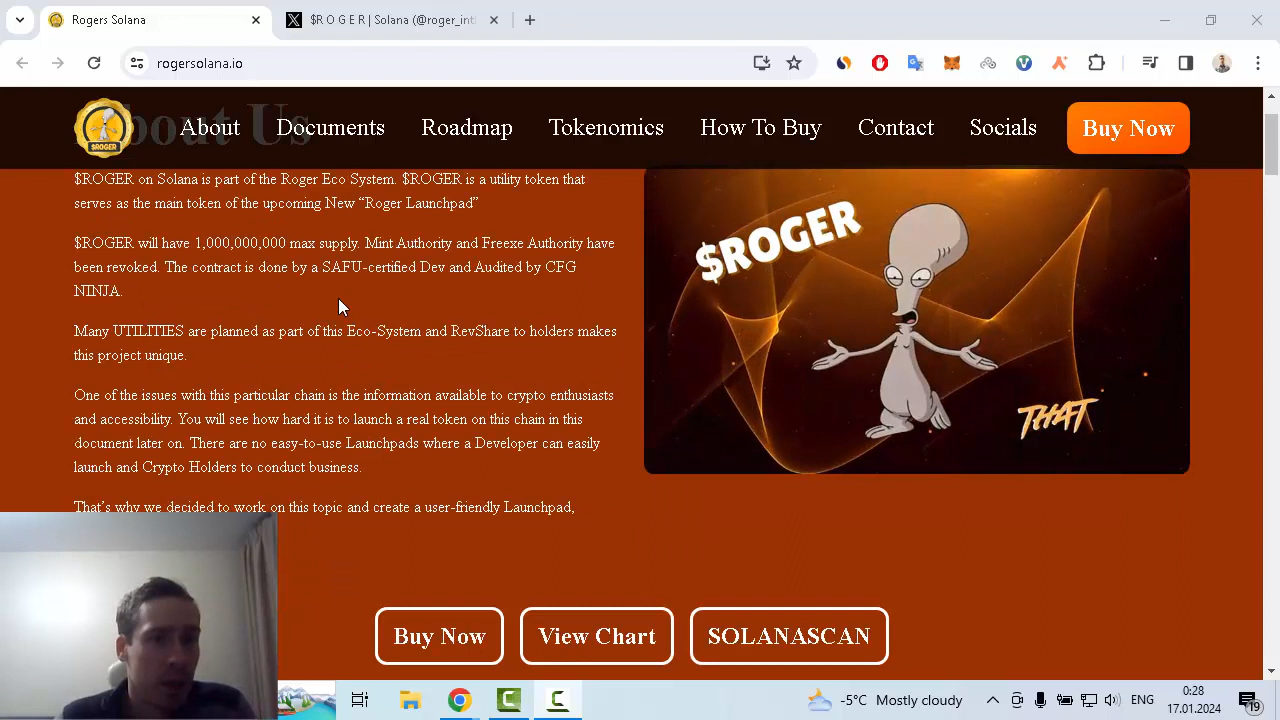 Rogers Solana
$R O G E R | Solana (@roger_int
rogersolana.io
About Us
$ROGER
About
Documents
Roadmap
Tokenomics
How To Buy
Contact
Socials
Buy Now
$ROGER on Solana is part of the Roger Eco System. $ROGER is a utility token that
serves as the main token of the upcoming New “Roger Launchpad”
$ROGER will have 1,000,000,000 max supply. Mint Authority and Freexe Authority have
been revoked. The contract is done by a SAFU-certified Dev and Audited by CFG
NINJA.
Many UTILITIES are planned as part of this Eco-System and RevShare to holders makes
this project unique.
One of the issues with this particular chain is the information available to crypto enthusiasts
and accessibility. You will see how hard it is to launch a real token on this chain in this
document later on. There are no easy-to-use Launchpads where a Developer can easily
launch and Crypto Holders to conduct business.
That’s why we decided to work on this topic and create a user-friendly Launchpad,
$ROGER
THAT
Buy Now
View Chart
SOLANASCAN
-5°C Mostly cloudy
ENG
0:28
17.01.2024
19